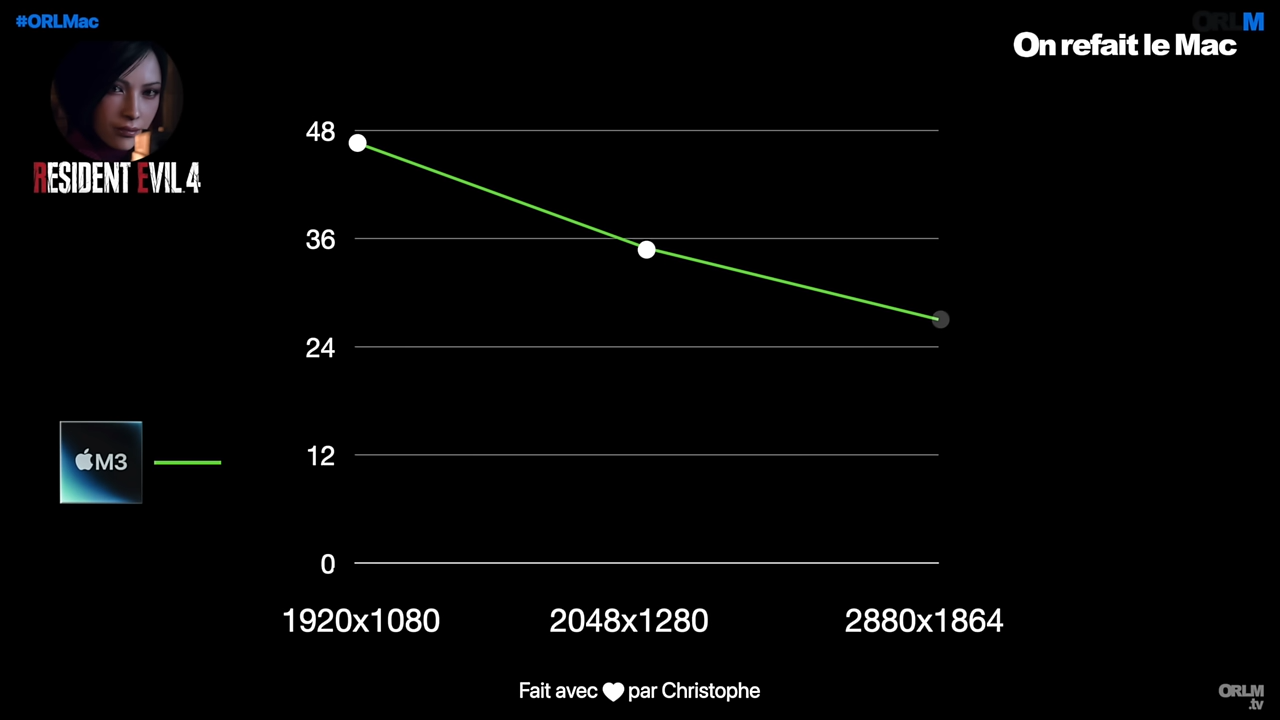 #ORLMac
ORLM
On refait le Mac
RESIDENT EVIL 4
48
36
24
12
0
M3
1920x1080
2048x1280
2880x1864
Fait avec par Christophe
ORLM
.tv